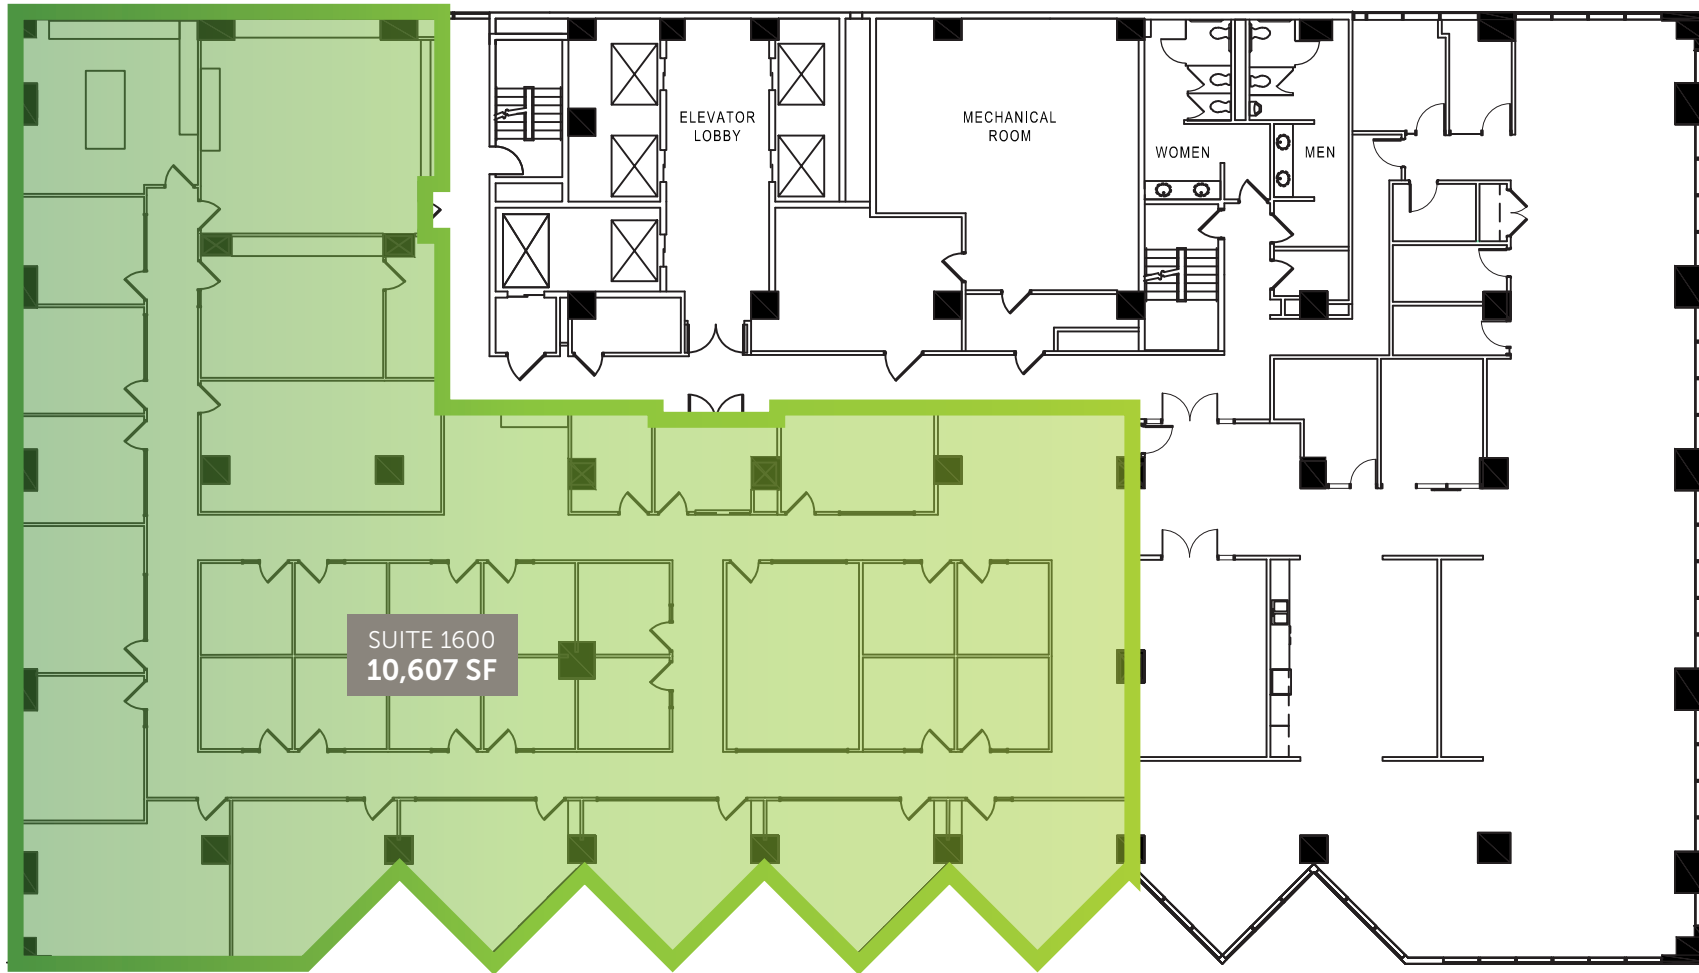 ELEVATOR
LOBBY
MECHANICAL
ROOM
WOMEN
MEN
SUITE 1600
10,607 SF